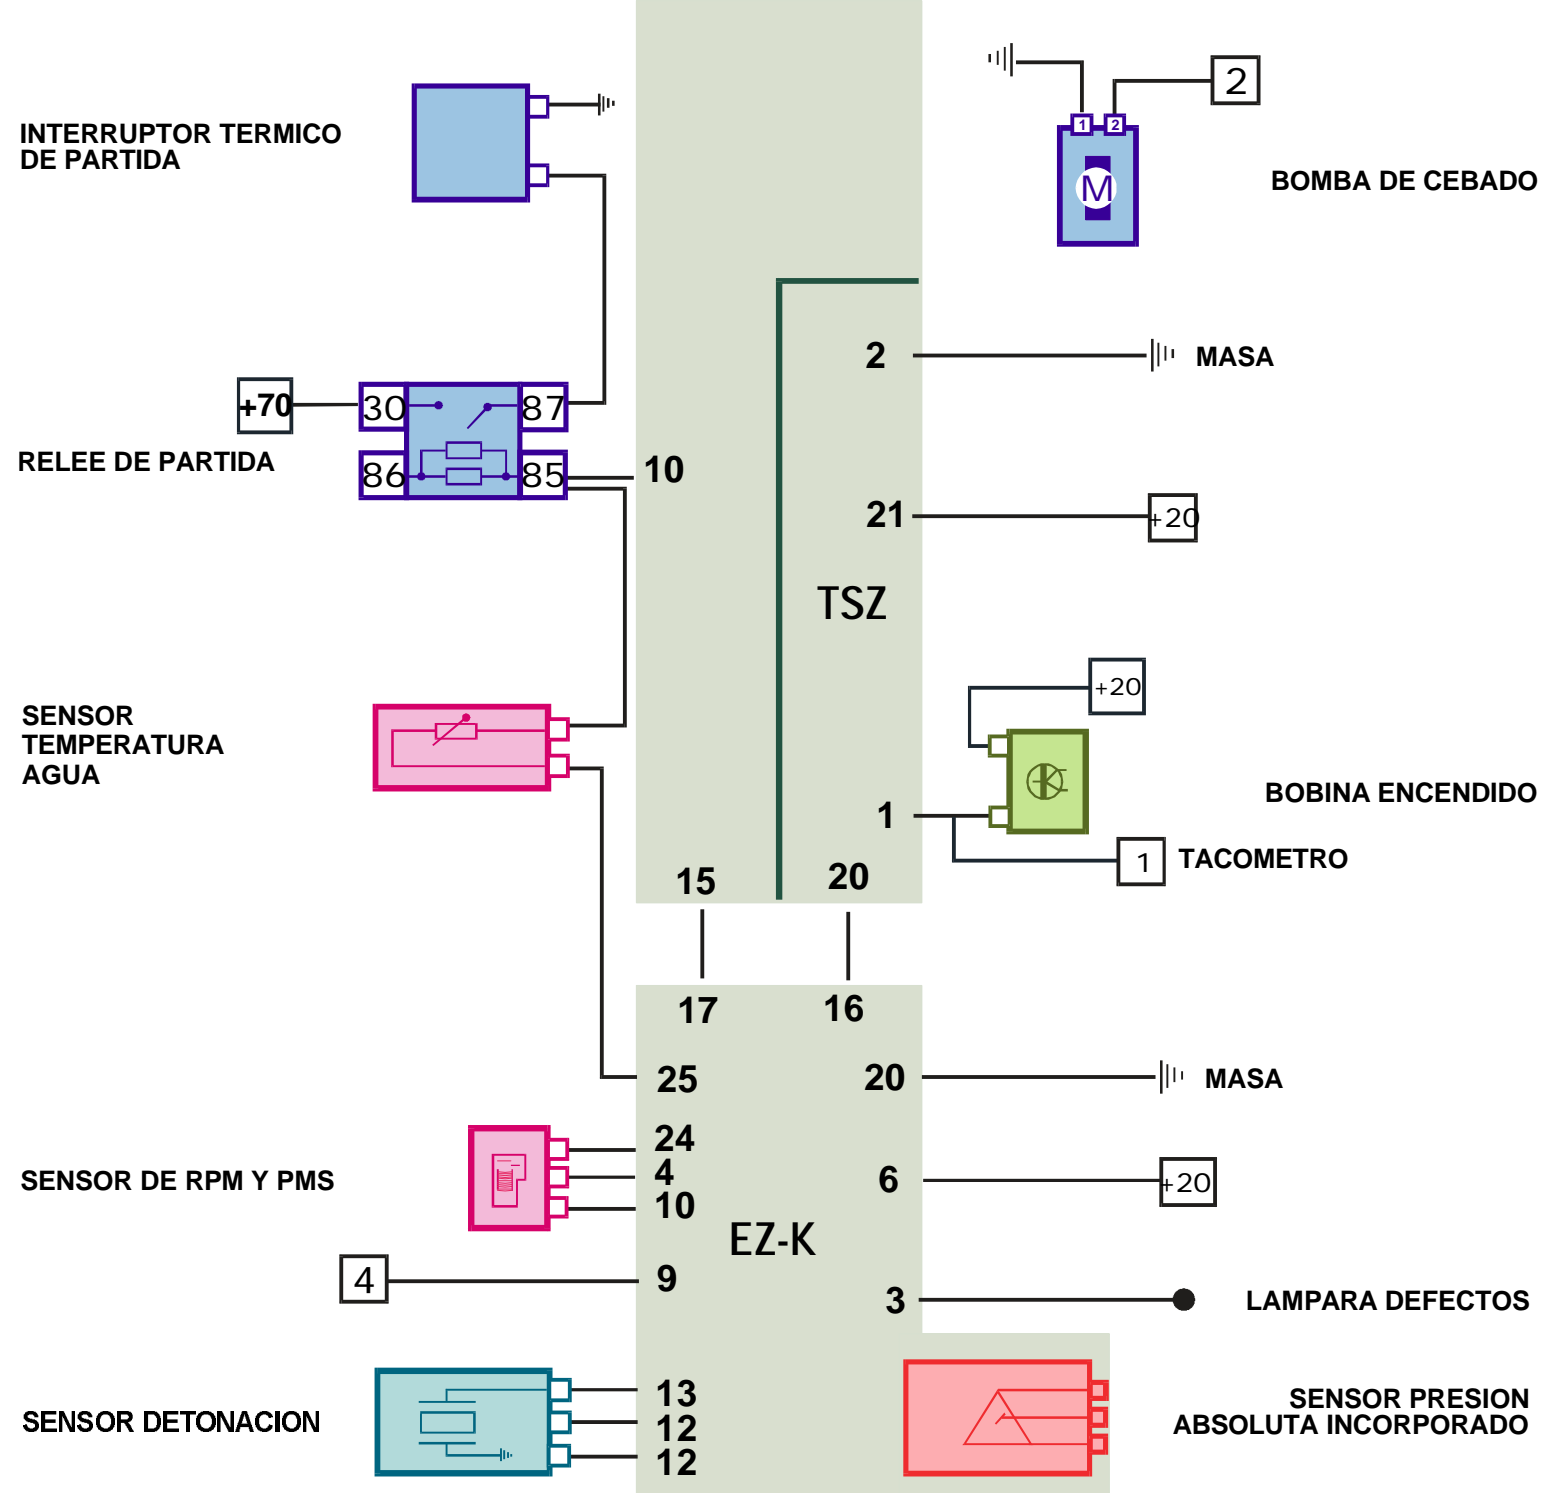 INTERRUPTOR TERMICO
DE PARTIDA
2
1 2
M
BOMBA DE CEBADO
2
MASA
+70
30
87
RELEE DE PARTIDA
86
85
10
21
+20
TSZ
SENSOR
TEMPERATURA
AGUA
+20
BOBINA ENCENDIDO
1
1
TACOMETRO
15
20
17
16
25
20
MASA
24
4
10
SENSOR DE RPM Y PMS
6
+20
EZ-K
4
9
3
LAMPARA DEFECTOS
SENSOR DETONACION
13
12
12
SENSOR PRESION
ABSOLUTA INCORPORADO